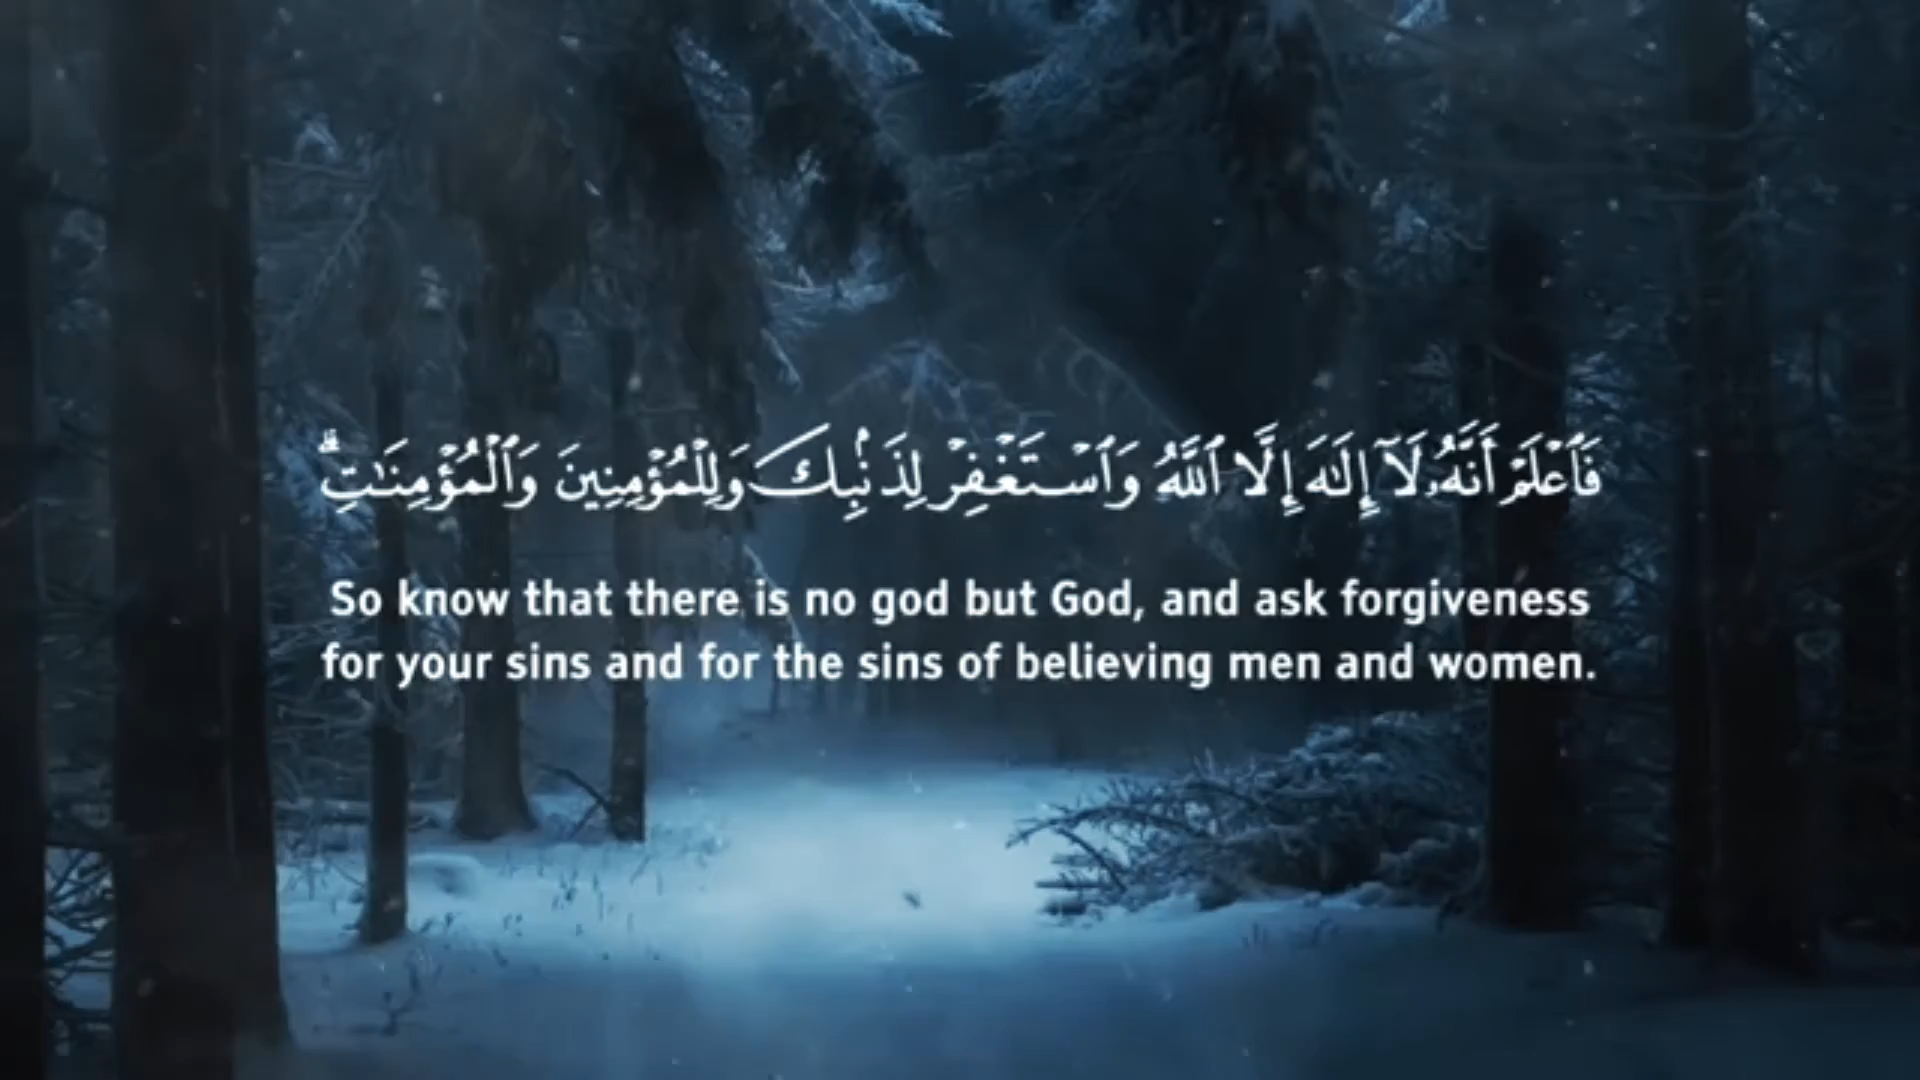 فَٱعۡلَمۡ أَنَّهُۥ لَآ إِلَٰهَ إِلَّا ٱللَّهُ وَٱسۡتَغۡفِرۡ لِذَنۢبِكَ وَلِلۡمُؤۡمِنِينَ وَٱلۡمُؤۡمِنَٰتِۗ
So know that there is no god but God, and ask forgiveness
for your sins and for the sins of believing men and women.